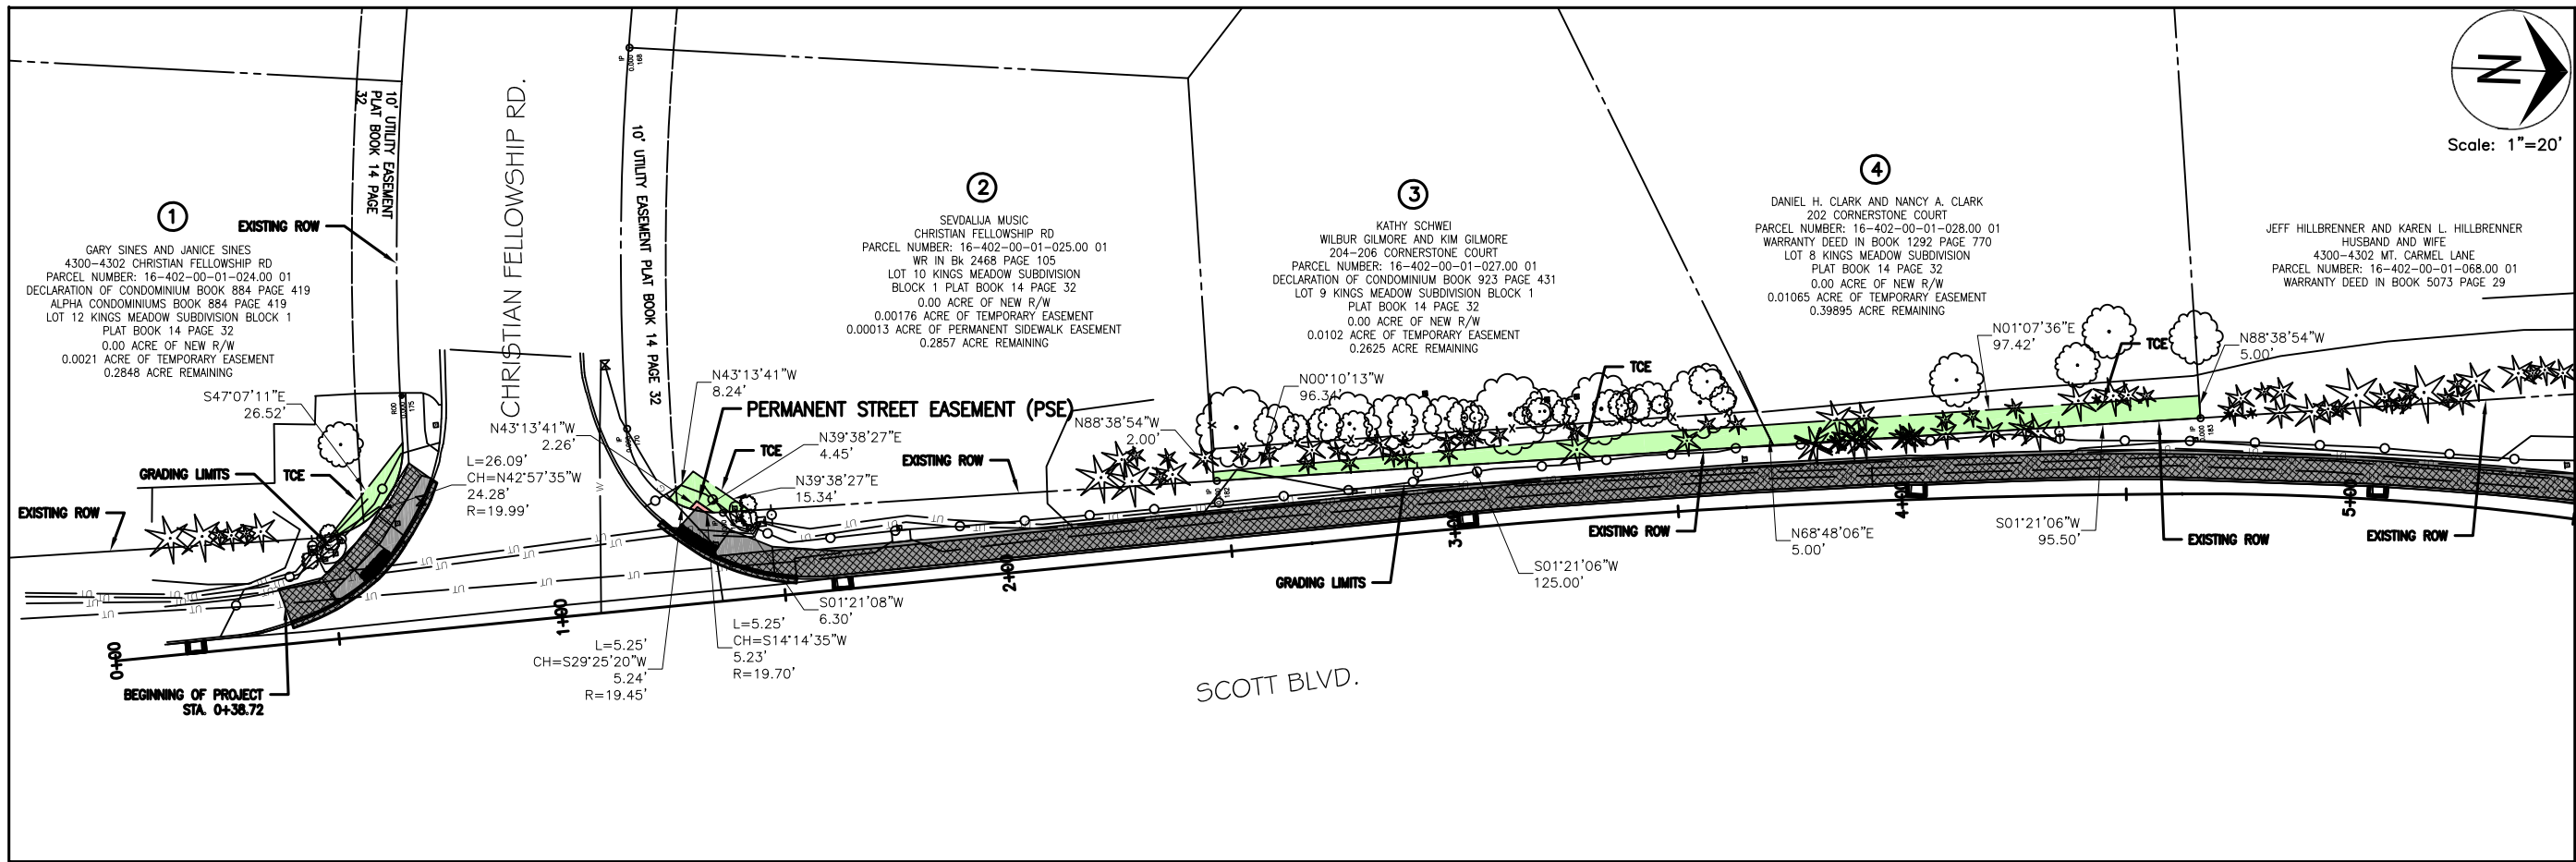 N
Scale: 1"=20'
10' UTILITY EASEMENT
PLAT BOOK 14 PAGE
32
CHRISTIAN FELLOWSHIP RD.
10' UTILITY EASEMENT PLAT BOOK 14 PAGE 32
1
GARY SINES AND JANICE SINES
4300-4302 CHRISTIAN FELLOWSHIP RD
PARCEL NUMBER: 16-402-00-01-024.00 01
DECLARATION OF CONDOMINIUM BOOK 884 PAGE 419
ALPHA CONDOMINIUMS BOOK 884 PAGE 419
LOT 12 KINGS MEADOW SUBDIVISION BLOCK 1
PLAT BOOK 14 PAGE 32
0.00 ACRE OF NEW R/W
0.0021 ACRE OF TEMPORARY EASEMENT
0.2848 ACRE REMAINING
EXISTING ROW
2
SEVDALIJA MUSIC
CHRISTIAN FELLOWSHIP RD
PARCEL NUMBER: 16-402-00-01-025.00 01
WR IN Bk 2468 PAGE 105
LOT 10 KINGS MEADOW SUBDIVISION
BLOCK 1 PLAT BOOK 14 PAGE 32
0.00 ACRE OF NEW R/W
0.00176 ACRE OF TEMPORARY EASEMENT
0.00013 ACRE OF PERMANENT SIDEWALK EASEMENT
0.2857 ACRE REMAINING
3
KATHY SCHWEI
WILBUR GILMORE AND KIM GILMORE
204-206 CORNERSTONE COURT
PARCEL NUMBER: 16-402-00-01-027.00 01
DECLARATION OF CONDOMINIUM BOOK 923 PAGE 431
LOT 9 KINGS MEADOW SUBDIVISION BLOCK 1
PLAT BOOK 14 PAGE 32
0.00 ACRE OF NEW R/W
0.0102 ACRE OF TEMPORARY EASEMENT
0.2625 ACRE REMAINING
4
DANIEL H. CLARK AND NANCY A. CLARK
202 CORNERSTONE COURT
PARCEL NUMBER: 16-402-00-01-028.00 01
WARRANTY DEED IN BOOK 1292 PAGE 770
LOT 8 KINGS MEADOW SUBDIVISION
PLAT BOOK 14 PAGE 32
0.00 ACRE OF NEW R/W
0.01065 ACRE OF TEMPORARY EASEMENT
0.39895 ACRE REMAINING
JEFF HILLBRENNER AND KAREN L. HILLBRENNER
HUSBAND AND WIFE
4300-4302 MT. CARMEL LANE
PARCEL NUMBER: 16-402-00-01-068.00 01
WARRANTY DEED IN BOOK 5073 PAGE 29
S47°07'11"E
26.52'
GRADING LIMITS
TCE
EXISTING ROW
L=26.09'
CH=N42°57'35"W
24.28'
R=19.99'
N43°13'41"W
8.24'
PERMANENT STREET EASEMENT (PSE)
N43°13'41"W
2.26'
TCE
N39°38'27"E
4.45'
N39°38'27"E
15.34'
EXISTING ROW
N88°38'54"W
2.00'
N00°10'13"W
96.34'
TCE
N01°07'36"E
97.42'
TCE
N88°38'54"W
5.00'
0+00
1+00
2+00
3+00
4+00
5+00
BEGINNING OF PROJECT
STA. 0+38.72
L=5.25'
CH=S29°25'20"W
5.24'
R=19.45'
L=5.25'
CH=S14°14'35"W
5.23'
R=19.70'
S01°21'08"W
6.30'
GRADING LIMITS
S01°21'06"W
125.00'
EXISTING ROW
N68°48'06"E
5.00'
S01°21'06"W
95.50'
EXISTING ROW
EXISTING ROW
SCOTT BLVD.